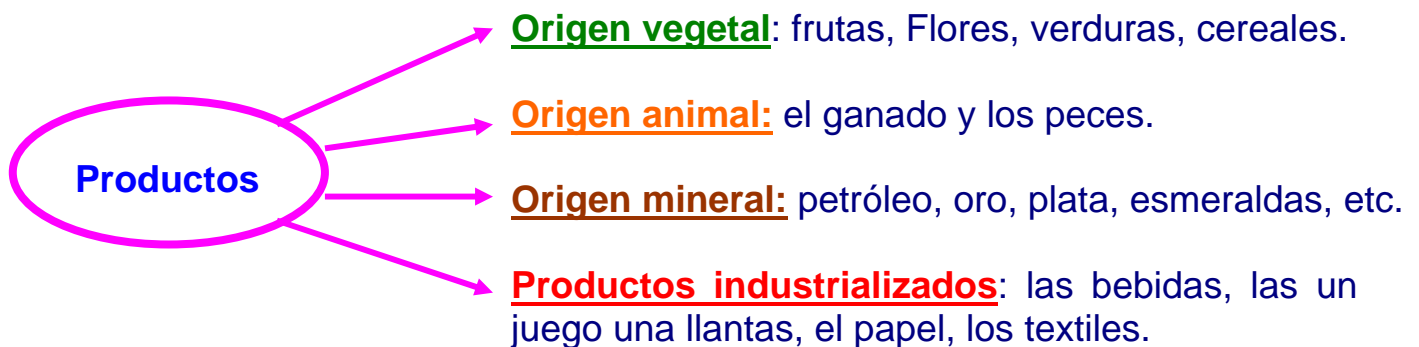 Origen vegetal: frutas, Flores, verduras, cereales.
Origen animal: el ganado y los peces.
Productos
Origen mineral: petróleo, oro, plata, esmeraldas, etc.
Productos industrializados: las bebidas, las un
juego una llantas, el papel, los textiles.